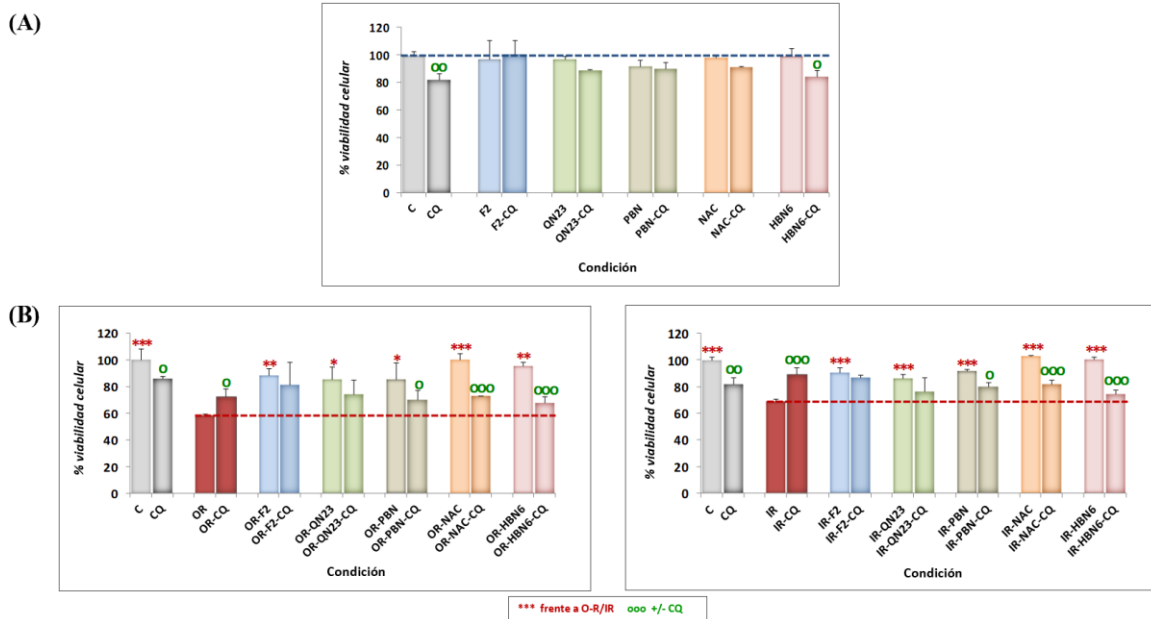 (A)
120
100
80
60
40
20
0
% viabilidad celular
oo
o
C
CQ
F2
F2-CQ
QN23
QN23-CQ
PBN
PBN-CQ
NAC
NAC-CQ
HBN6
HBN6-CQ
Condición
(B)
120
100
80
60
40
20
0
% viabilidad celular
***
o
o
**
*
*
o
***
ooo
**
ooo
C
CQ
OR
OR-CQ
OR-F2
OR-F2-CQ
OR-QN23
OR-QN23-CQ
OR-PBN
OR-PBN-CQ
OR-NAC
OR-NAC-CQ
OR-HBN6
OR-HBN6-CQ
Condición
120
100
80
60
40
20
0
% viabilidad celular
***
oo
ooo
***
***
***
o
***
ooo
***
ooo
C
CQ
IR
IR-CQ
IR-F2
IR-F2-CQ
IR-QN23
IR-QN23-CQ
IR-PBN
IR-PBN-CQ
IR-NAC
IR-NAC-CQ
IR-HBN6
IR-HBN6-CQ
Condición
*** frente a O-R/IR ooo +/- CQ